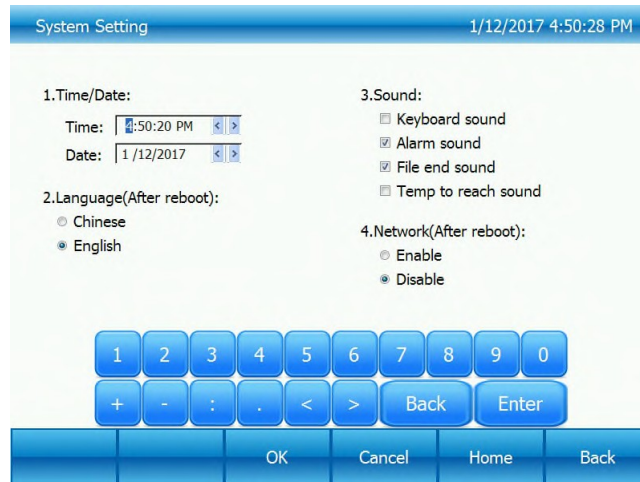 System Setting 1/12/2017 4:50:28 PM
1.Time/Date:
Time: 4:50:20 PM < >
Date: 1 /12/2017 < >
2.Language(After reboot):
Chinese
English
3.Sound:
Keyboard sound
Alarm sound
File end sound
Temp to reach sound
4.Network(After reboot):
Enable
Disable
1 2 3 4 5 6 7 8 9 0
+ - : . < > Back Enter
OK Cancel Home Back